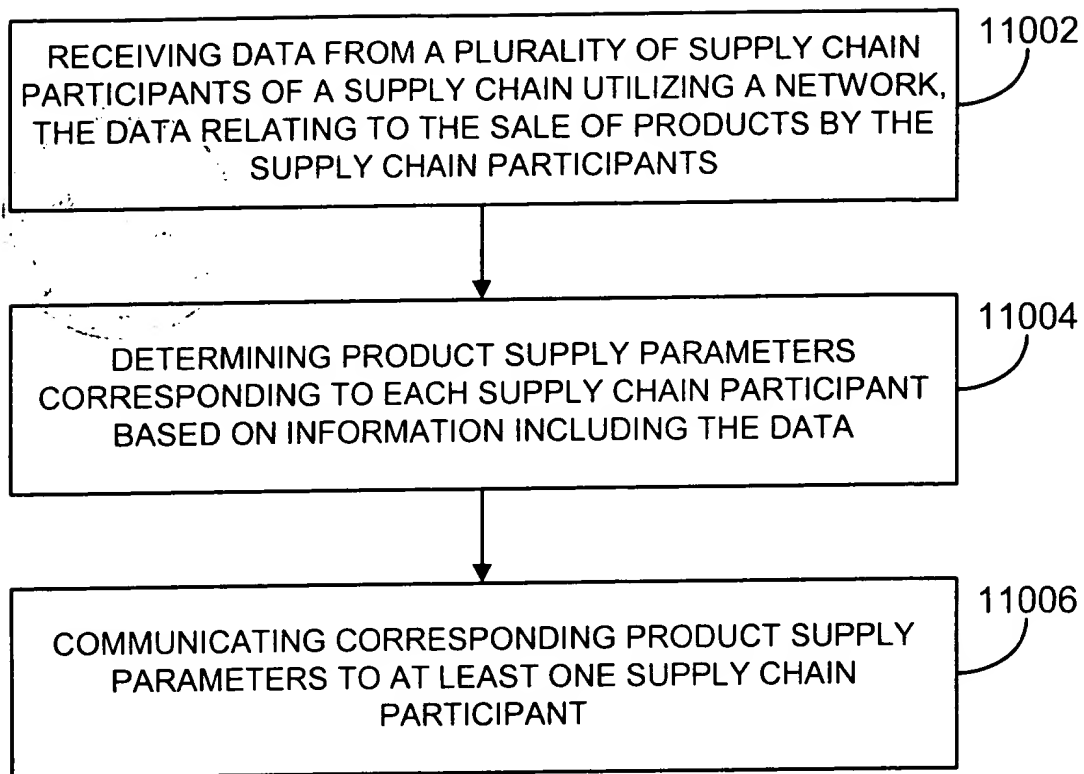 11002
RECEIVING DATA FROM A PLURALITY OF SUPPLY CHAIN
PARTICIPANTS OF A SUPPLY CHAIN UTILIZING A NETWORK,
THE DATA RELATING TO THE SALE OF PRODUCTS BY THE
SUPPLY CHAIN PARTICIPANTS
11004
DETERMINING PRODUCT SUPPLY PARAMETERS
CORRESPONDING TO EACH SUPPLY CHAIN PARTICIPANT
BASED ON INFORMATION INCLUDING THE DATA
11006
COMMUNICATING CORRESPONDING PRODUCT SUPPLY
PARAMETERS TO AT LEAST ONE SUPPLY CHAIN
PARTICIPANT